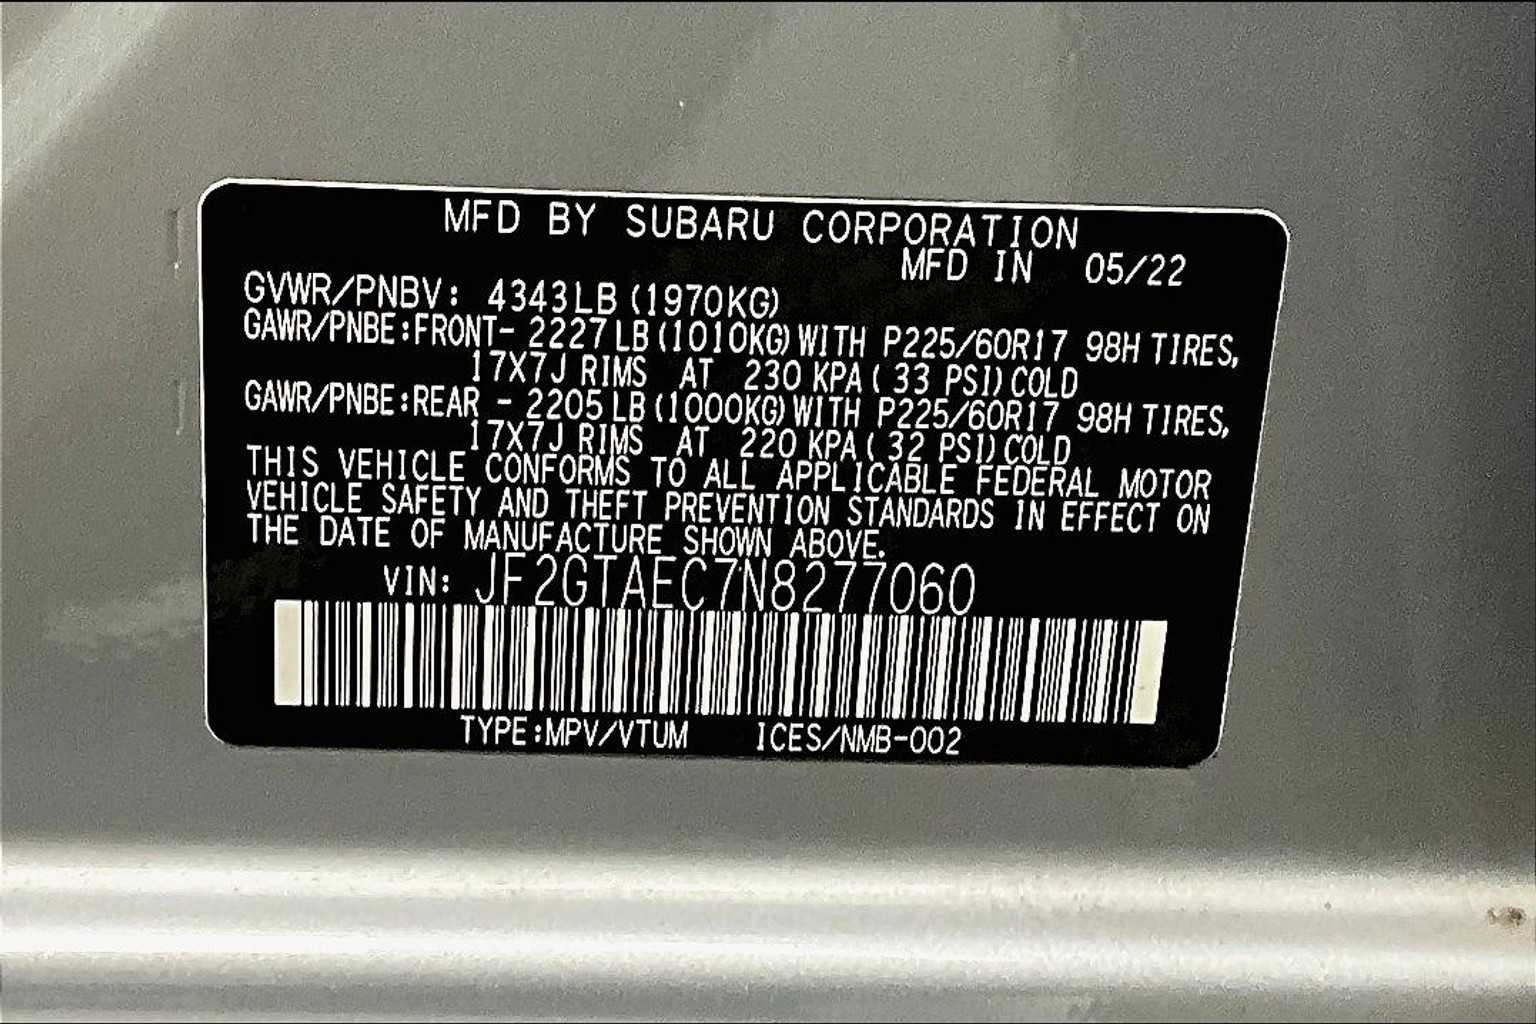 MFD BY SUBARU CORPORATION
MFD IN 05/22
GVWR/PNBV: 4343LB (1970KG)
GAWR/PNBE:FRONT- 2227 LB (1010KG) WITH P225/60R17 98H TIRES,
17X7J RIMS AT 230 KPA ( 33 PSI) COLD
GAWR/PNBE:REAR - 2205 LB (1000KG) WITH P225/60R17 98H TIRES,
17X7J RIMS AT 220 KPA ( 32 PSI) COLD
THIS VEHICLE CONFORMS TO ALL APPLICABLE FEDERAL MOTOR
VEHICLE SAFETY AND THEFT PREVENTION STANDARDS IN EFFECT ON
THE DATE OF MANUFACTURE SHOWN ABOVE.
VIN: JF2GTAEC7N8277060
TYPE:MPV/VTUM ICES/NMB-002